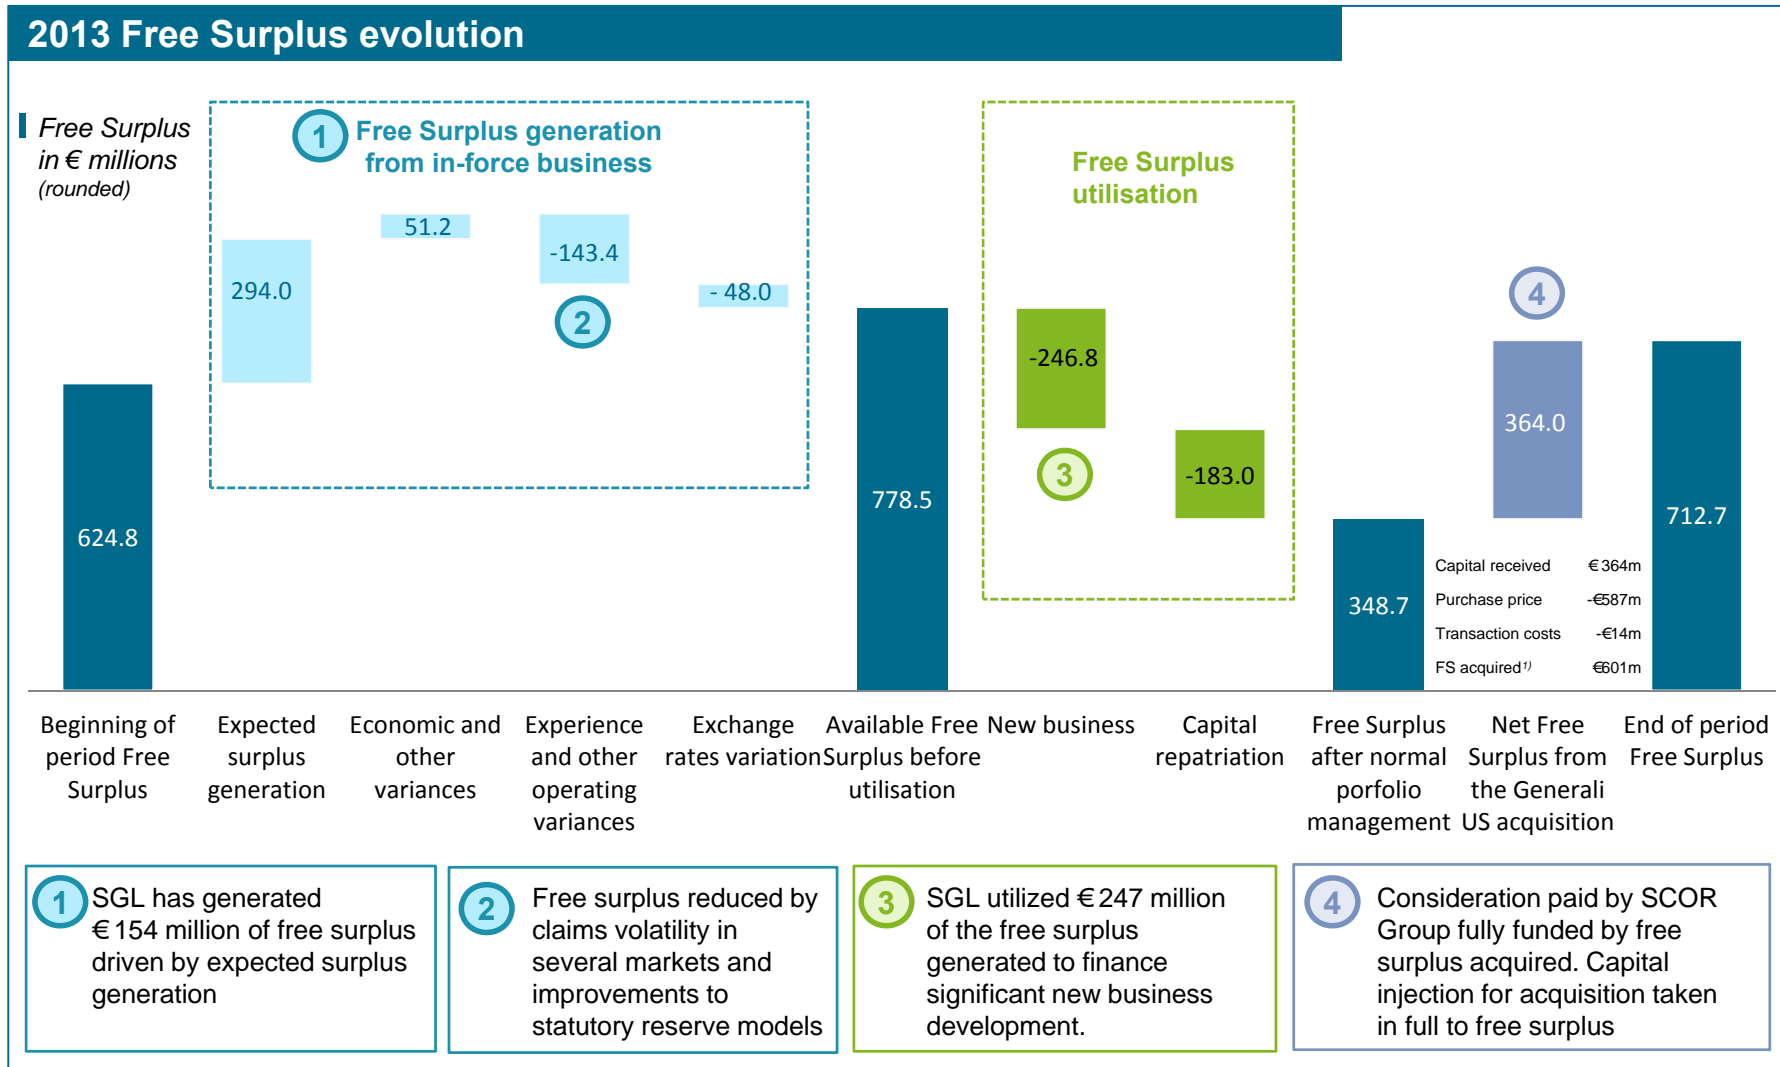 2013 Free Surplus evolution
Free Surplus
in € millions
(rounded)
1
Free Surplus generation
from in-force business
Free Surplus
utilisation
294.0
51.2
-143.4
2
- 48.0
624.8
778.5
-246.8
3
-183.0
348.7
4
364.0
712.7
Capital received € 364m
Purchase price -€587m
Transaction costs -€14m
FS acquired 1) €601m
Beginning of
period Free
Surplus
Expected
surplus
generation
Economic and
other
variances
Experience
and other
operating
variances
Exchange
rates variation
Available Free
Surplus before
utilisation
New business
Capital
repatriation
Free Surplus
after normal
porfolio
management
Net Free
Surplus from
the Generali
US acquisition
End of period
Free Surplus
1
SGL has generated
€ 154 million of free surplus
driven by expected surplus
generation
2
Free surplus reduced by
claims volatility in
several markets and
improvements to
statutory reserve models
3
SGL utilized € 247 million
of the free surplus
generated to finance
significant new business
development.
4
Consideration paid by SCOR
Group fully funded by free
surplus acquired. Capital
injection for acquisition taken
in full to free surplus